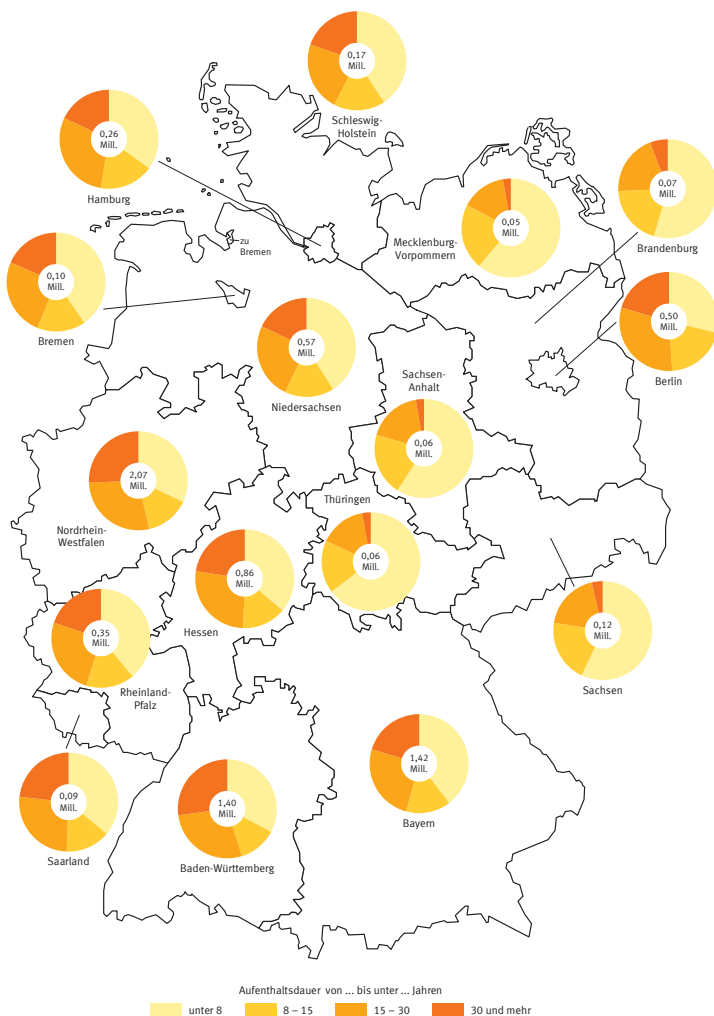 0,17
Mill.
Schleswig-
Holstein
0,26
Mill.
Hamburg
0,07
Mill.
Brandenburg
0,05
Mill.
Mecklenburg-
Vorpommern
zu
Bremen
0,10
Mill.
Bremen
0,50
Mill.
Berlin
0,57
Mill.
Niedersachsen
Sachsen-
Anhalt
0,06
Mill.
2,07
Mill.
Nordrhein-
Westfalen
Thüringen
0,06
Mill.
0,86
Mill.
Hessen
0,35
Mill.
Rheinland-
Pfalz
0,12
Mill.
Sachsen
1,42
Mill.
Bayern
0,09
Mill.
Saarland
1,40
Mill.
Baden-Württemberg
Aufenthaltsdauer von ... bis unter ... Jahren
unter 8 8 – 15 15 – 30 30 und mehr